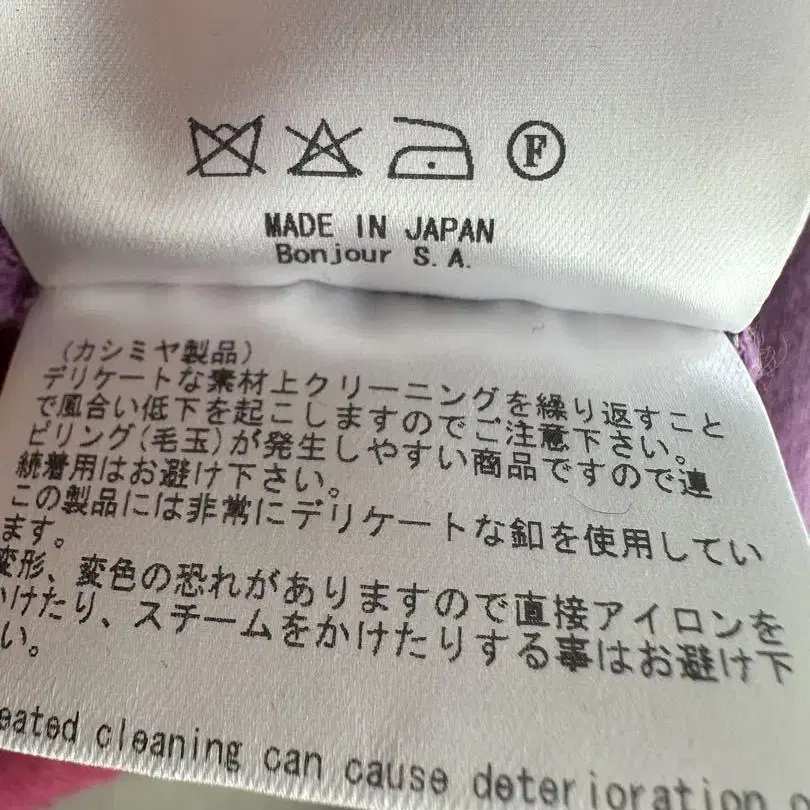 F
MADE IN JAPAN
Bonjour S.A.
(カシミヤ製品)
デリケートな素材上クリーニングを繰り返すこと
で風合い低下を起こしますのでご注意下さい。
ピリング(毛玉)が発生しやすい商品ですので連
続着用はお避け下さい。
この製品には非常にデリケートな釦を使用してい
ます。
変形、変色の恐れがありますので直接アイロンを
かけたり、スチームをかけたりする事はお避け下
い。
eated cleaning can cause deterioration